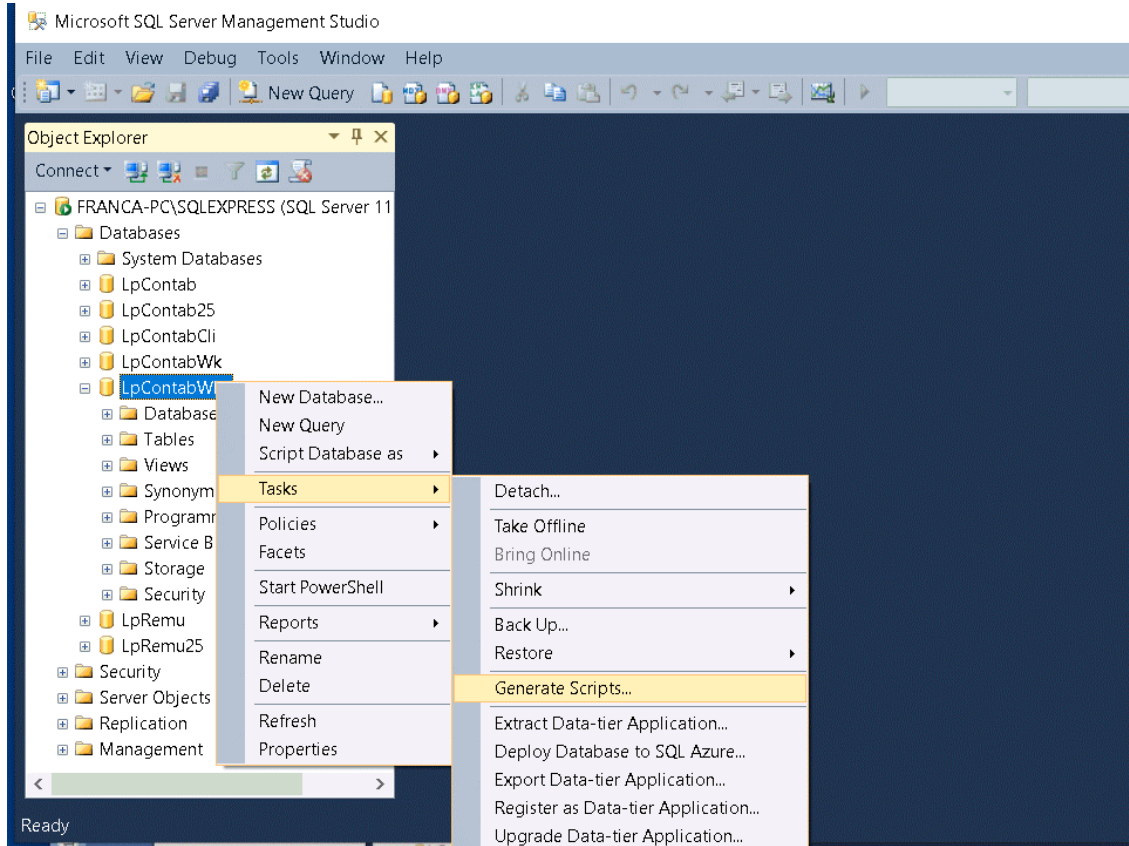 Microsoft SQL Server Management Studio
File Edit View Debug Tools Window Help
New Query
Object Explorer
Connect
FRANCA-PC\SQLEXPRESS (SQL Server 11
Databases
System Databases
LpContab
LpContab25
LpContabCli
LpContabWk
LpContabW
Database
Tables
Views
Synonym
Programr
Service B
Storage
Security
LpRemu
LpRemu25
Security
Server Objects
Replication
Management
Ready
New Database...
New Query
Script Database as
Tasks
Policies
Facets
Start PowerShell
Reports
Rename
Delete
Refresh
Properties
Detach...
Take Offline
Bring Online
Shrink
Back Up...
Restore
Generate Scripts...
Extract Data-tier Application...
Deploy Database to SQL Azure...
Export Data-tier Application...
Register as Data-tier Application...
Upgrade Data-tier Application...